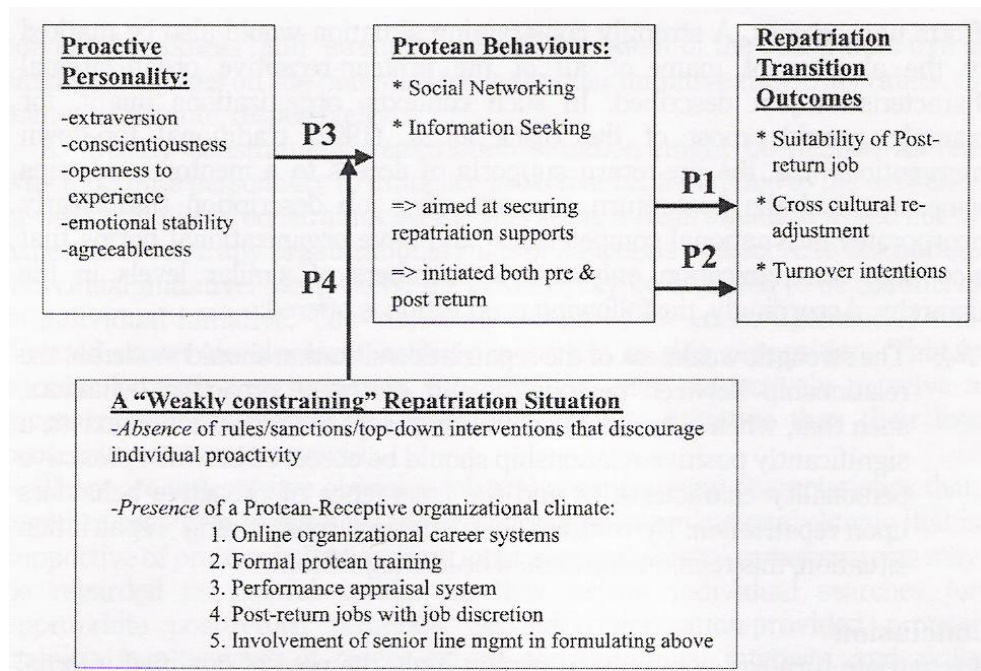 Proactive
Personality:
-extraversion
-conscientiousness
-openness to
experience
-emotional stability
-agreeableness
P3
P4
Protean Behaviours:
* Social Networking
* Information Seeking
=> aimed at securing
repatriation supports
=> initiated both pre &
post return
P1
P2
Repatriation
Transition
Outcomes
* Suitability of Post-
return job
* Cross cultural re-
adjustment
* Turnover intentions
A "Weakly constraining" Repatriation Situation
-Absence of rules/sanctions/top-down interventions that discourage
individual proactivity
-Presence of a Protean-Receptive organizational climate:
1. Online organizational career systems
2. Formal protean training
3. Performance appraisal system
4. Post-return jobs with job discretion
5. Involvement of senior line mgmt in formulating above